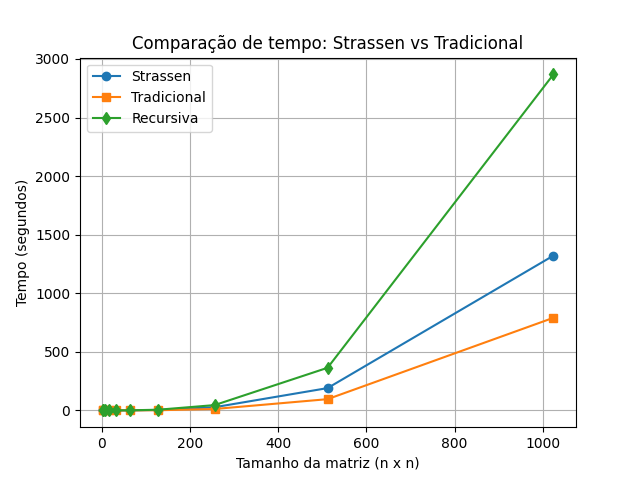 Comparação de tempo: Strassen vs Tradicional
Strassen
Tradicional
Recursiva
Tempo (segundos)
3000
2500
2000
1500
1000
500
0
0 200 400 600 800 1000
Tamanho da matriz (n x n)